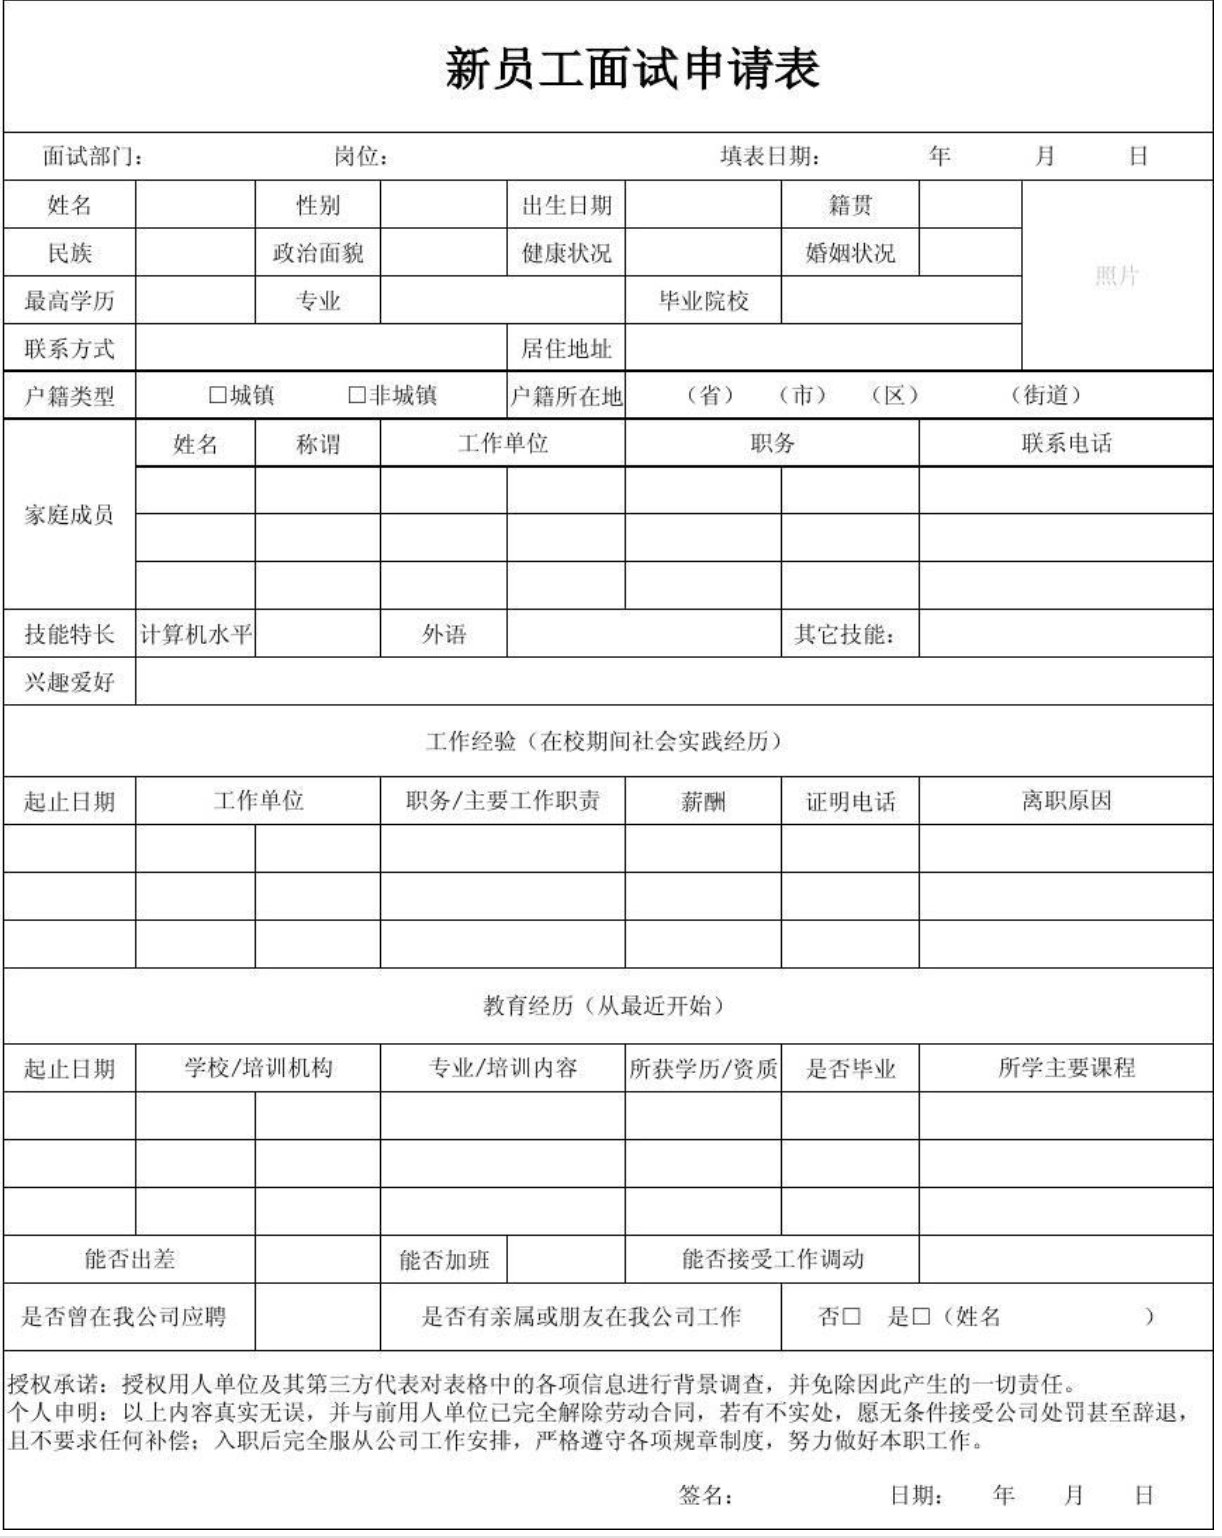 新员工面试申请表
面试部门： 岗位： 填表日期： 年 月 日
姓名 性别 出生日期 籍贯
民族 政治面貌 健康状况 婚姻状况
照片
最高学历 专业 毕业院校
联系方式 居住地址
户籍类型 □城镇 □非城镇 户籍所在地 （省） （市） （区） （街道）
家庭成员 姓名 称谓 工作单位 职务 联系电话
技能特长 计算机水平 外语 其它技能：
兴趣爱好
工作经验（在校期间社会实践经历）
起止日期 工作单位 职务/主要工作职责 薪酬 证明电话 离职原因
教育经历（从最近开始）
起止日期 学校/培训机构 专业/培训内容 所获学历/资质 是否毕业 所学主要课程
能否出差 能否加班 能否接受工作调动
是否曾在我公司应聘 是否有亲属或朋友在我公司工作 否□ 是□（姓名 ）
授权承诺：授权用人单位及其第三方代表对表格中的各项信息进行背景调查，并免除因此产生的一切责任。
个人申明：以上内容真实无误，并与前用人单位已完全解除劳动合同，若有不实处，愿无条件接受公司处罚甚至辞退，
且不要求任何补偿；入职后完全服从公司工作安排，严格遵守各项规章制度，努力做好本职工作。
签名： 日期： 年 月 日